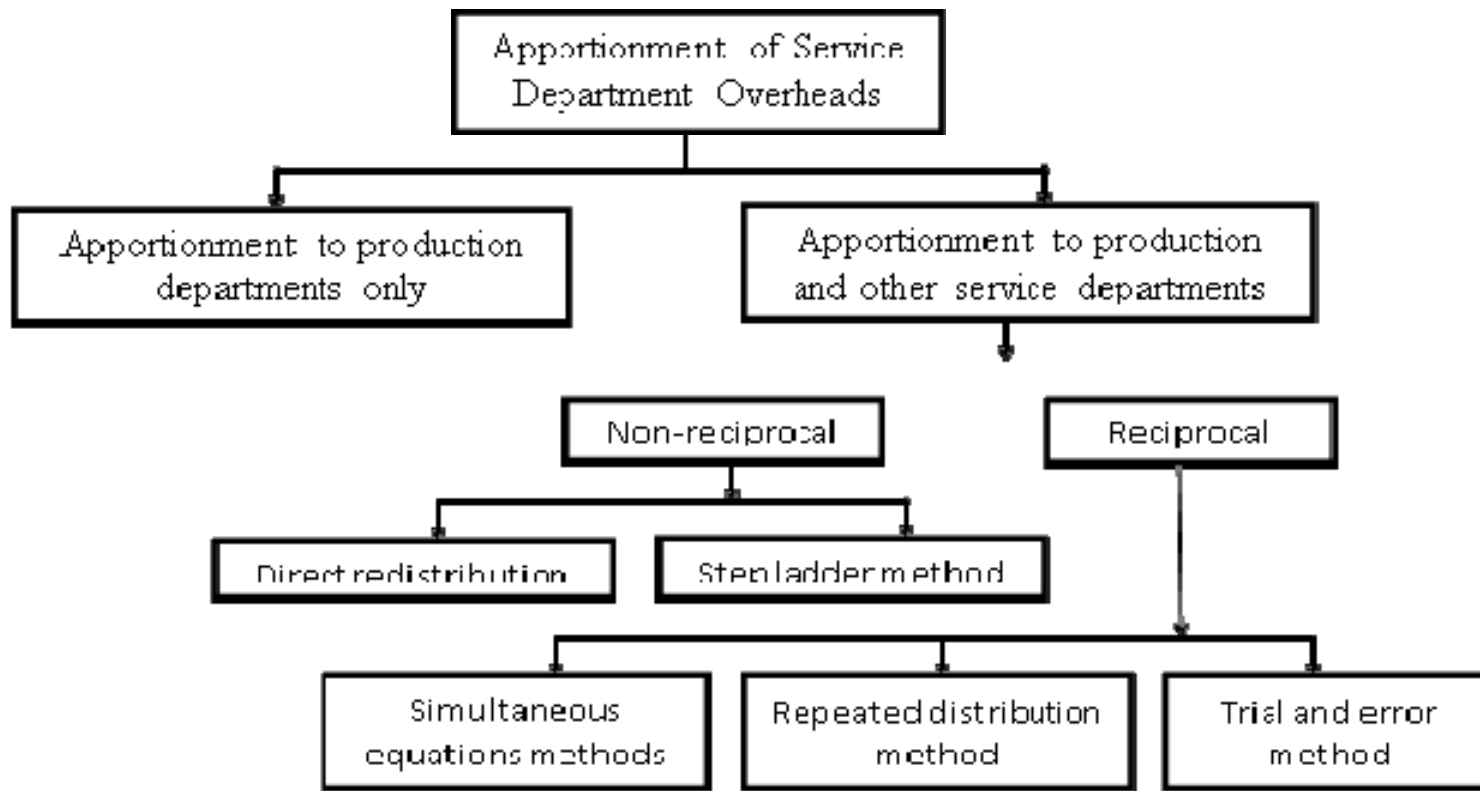 Apportionment of Service
Department Overheads
Apportionment to production
departments only
Apportionment to production
and other service departments
Non-reciprocal
Reciprocal
Direct redistribution
Step ladder method
Simultaneous
equations methods
Repeated distribution
method
Trial and error
method